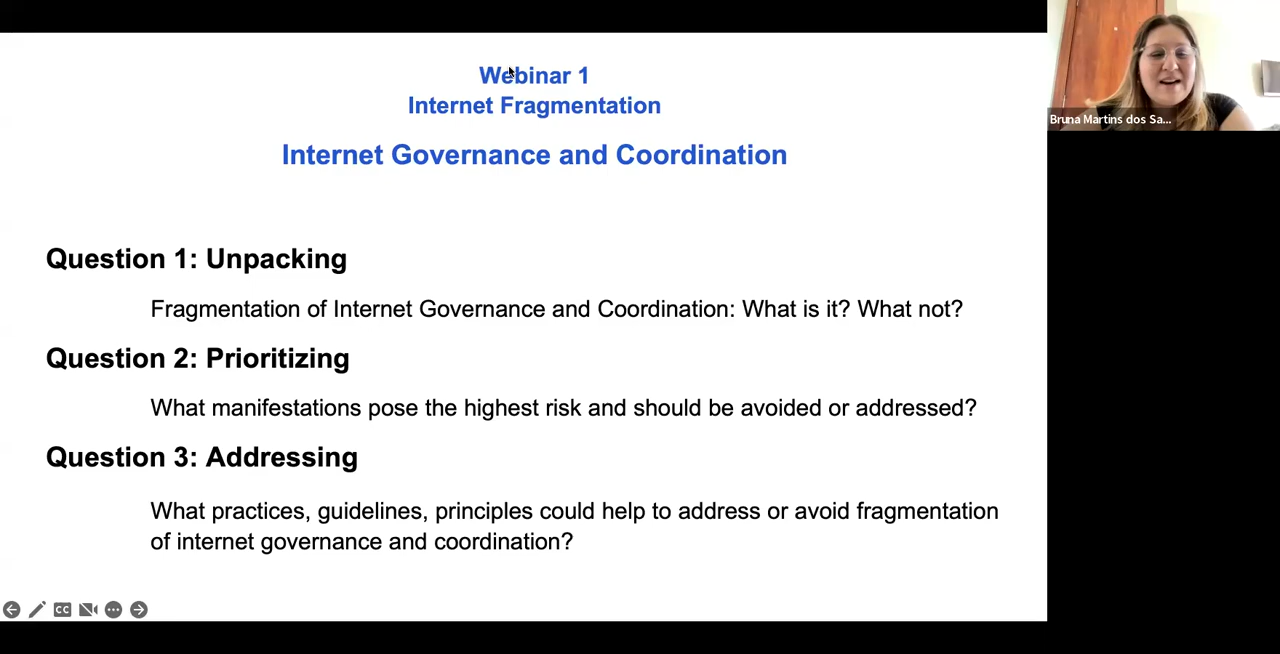 Webinar 1
Internet Fragmentation
Internet Governance and Coordination
Question 1: Unpacking
Fragmentation of Internet Governance and Coordination: What is it? What not?
Question 2: Prioritizing
What manifestations pose the highest risk and should be avoided or addressed?
Question 3: Addressing
What practices, guidelines, principles could help to address or avoid fragmentation
of internet governance and coordination?
CC
Bruna Martins dos Sa...